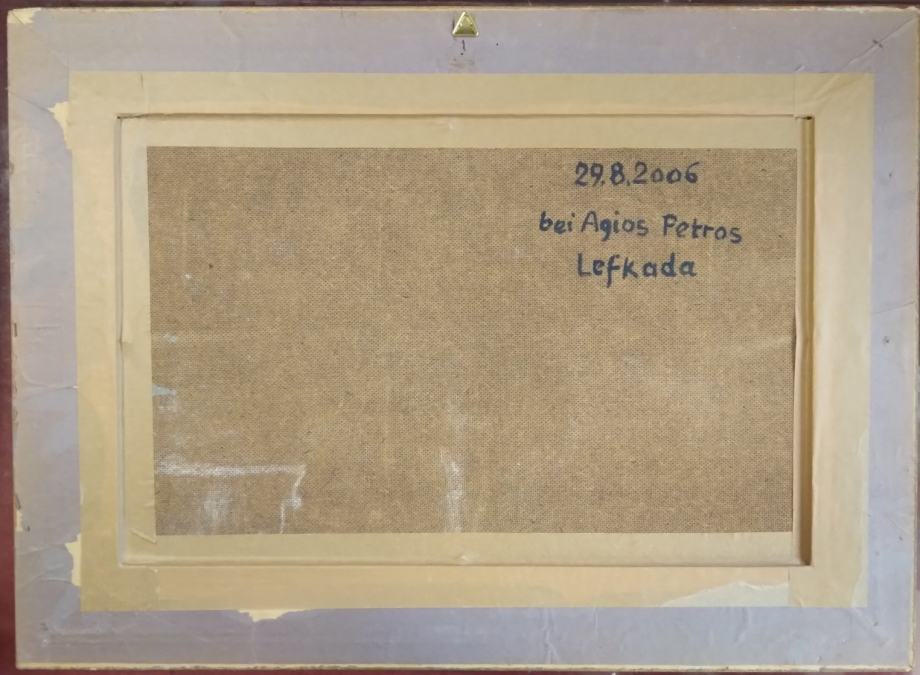 29.8.2006
bei Agios Petros
Lefkada